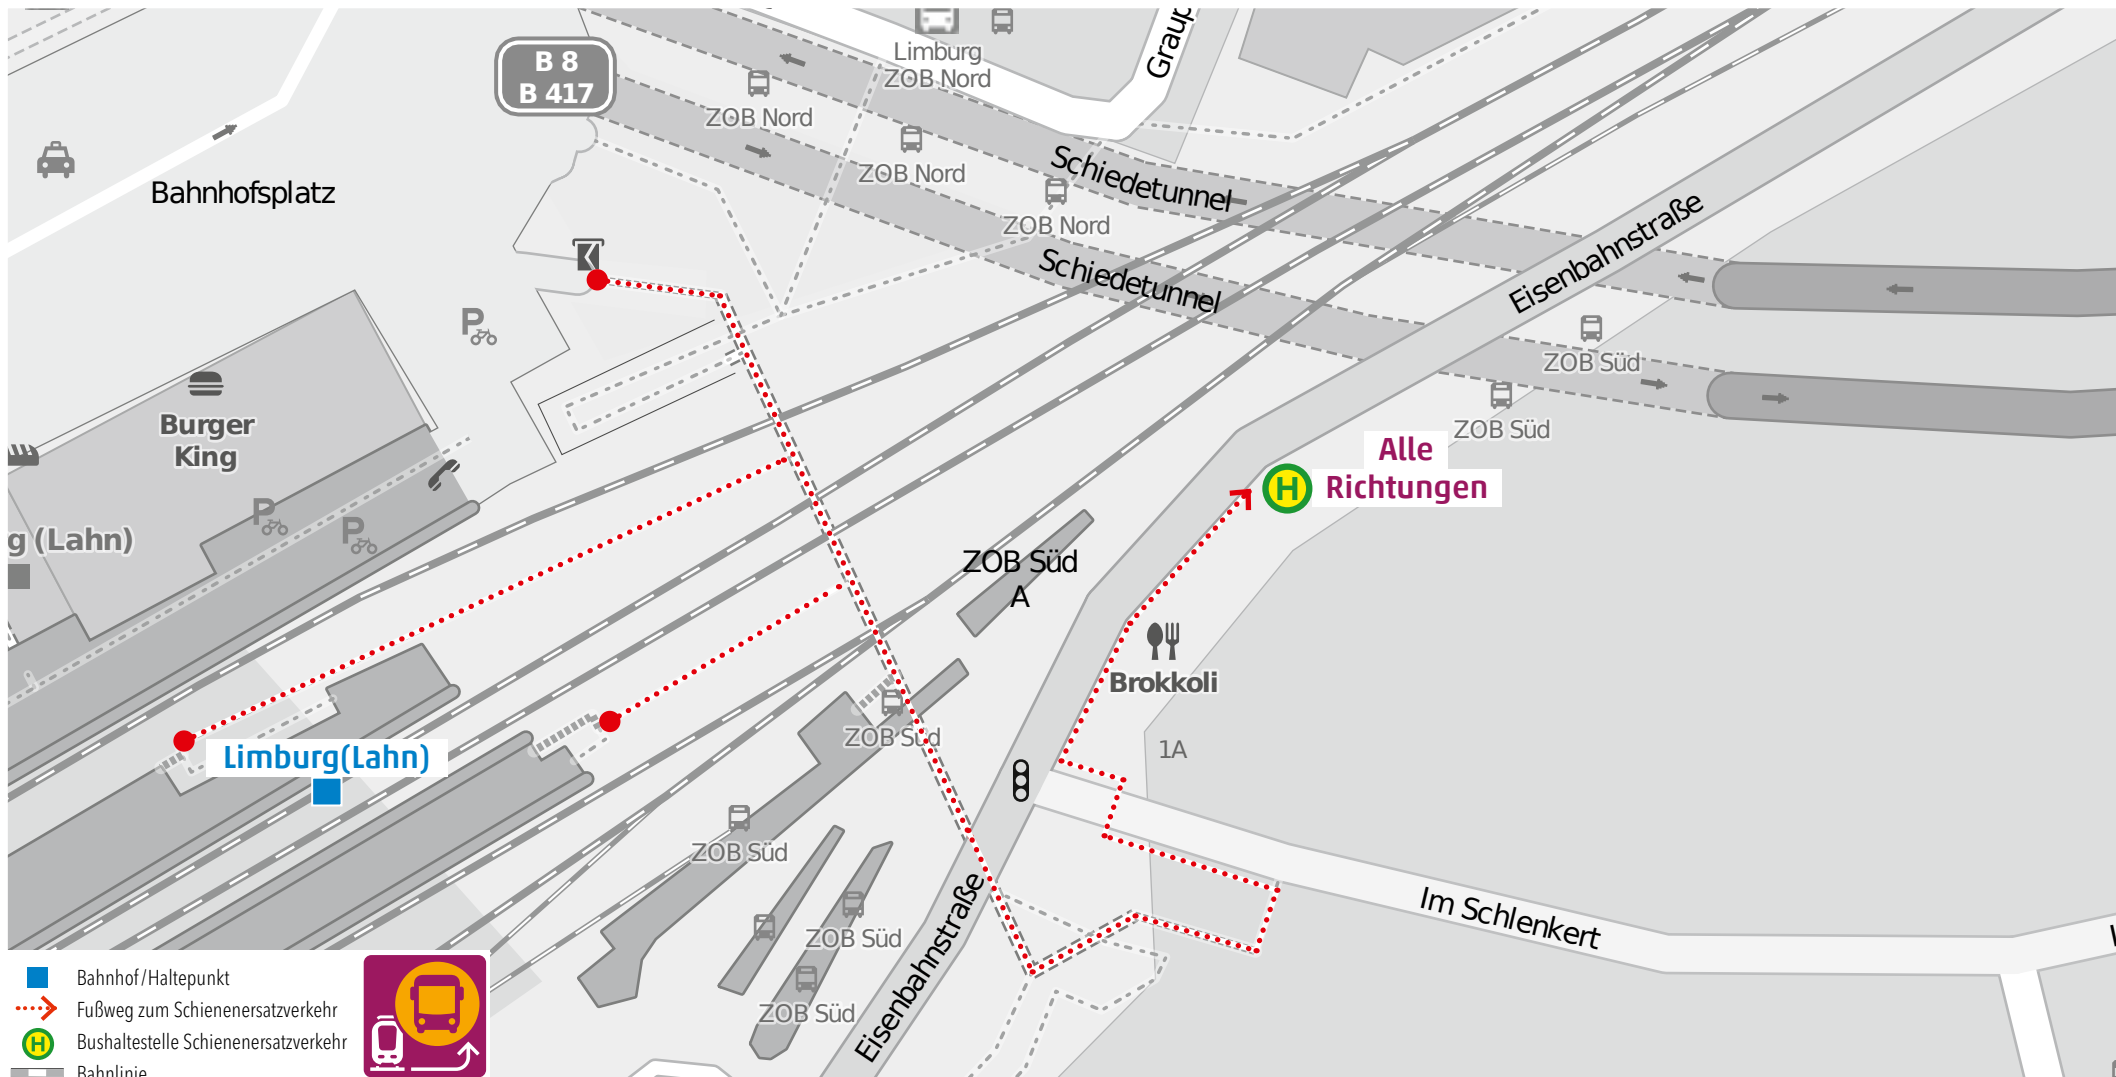 B 8
B 417
Limburg
ZOB Nord
ZOB Nord
ZOB Nord
ZOB Nord
Graup
Schiedetunnel
Schiedetunnel
Eisenbahnstraße
Bahnhofsplatz
P
ZOB Süd
ZOB Süd
Burger
King
P
P
g (Lahn)
Alle
Richtungen
H
ZOB Süd
A
Brokkoli
1A
Limburg(Lahn)
ZOB Süd
ZOB Süd
ZOB Süd
ZOB Süd
Eisenbahnstraße
Im Schlenkert
Bahnhof/Haltepunkt
Fußweg zum Schienenersatzverkehr
H
Bushaltestelle Schienenersatzverkehr
Bahnlinie